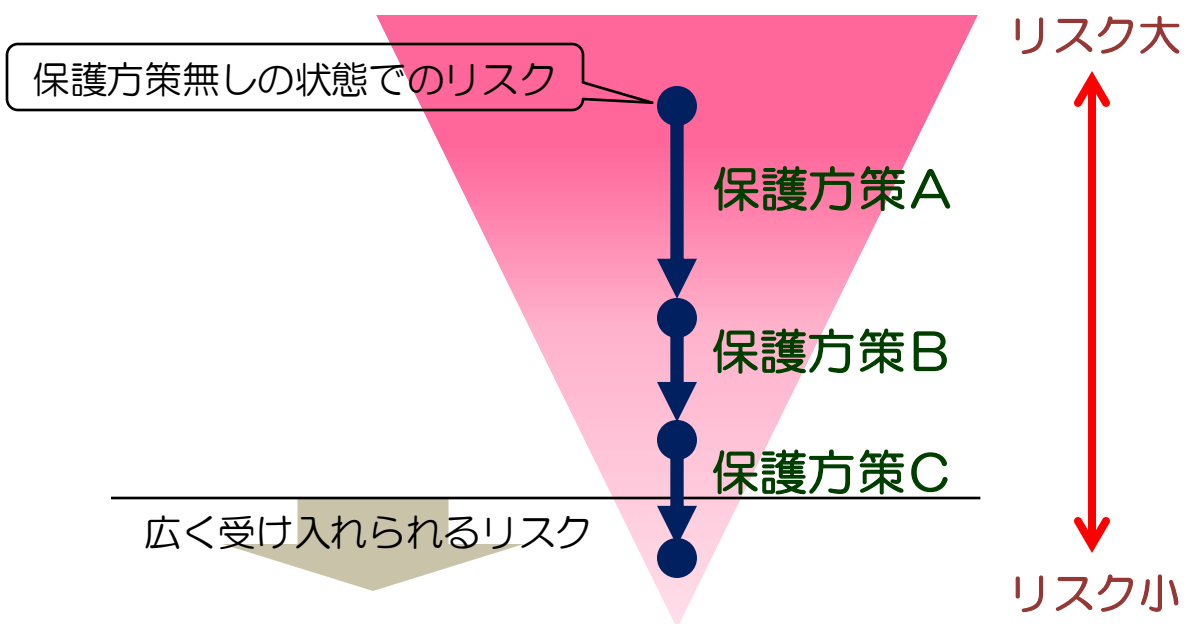 リスク大
保護方策無しの状態でのリスク
保護方策A
保護方策B
保護方策C
広く受け入れられるリスク
リスク小